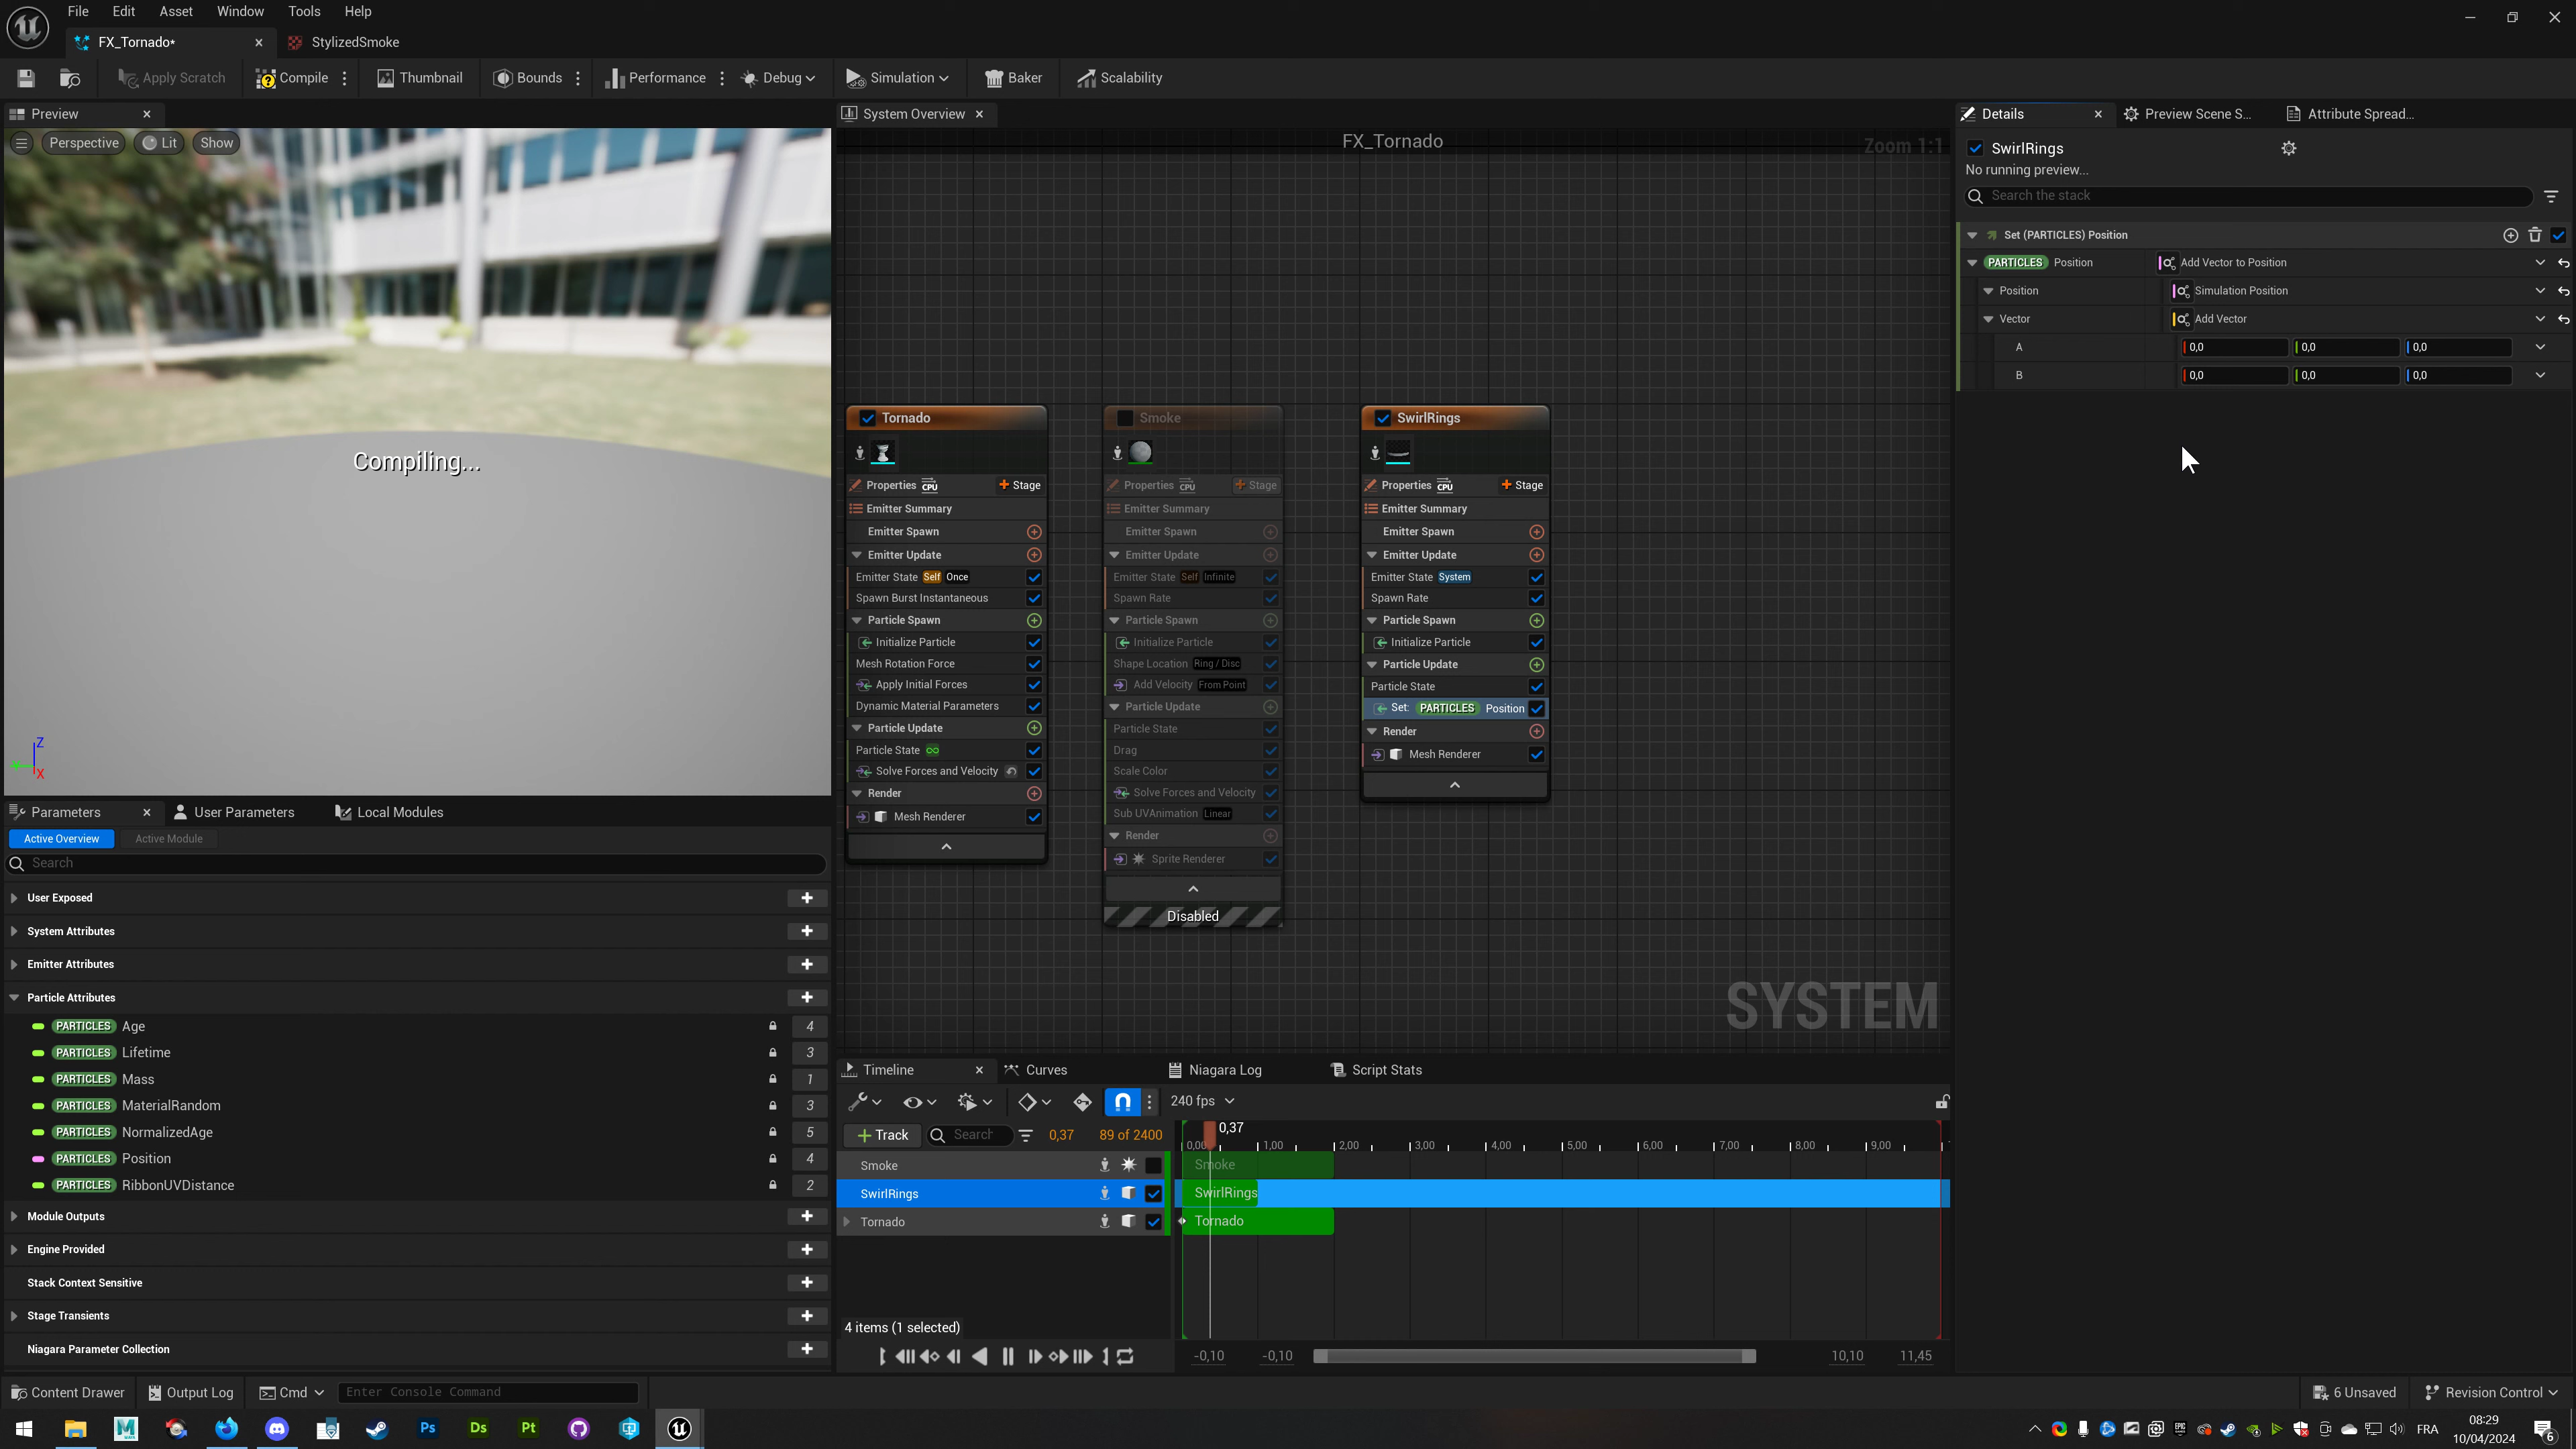 File Edit Asset Window Tools Help
FX_Tornado* StylizedSmoke
Apply Scratch Compile Thumbnail Bounds Performance Debug Simulation Baker Scalability
Preview
Perspective Lit Show
Compiling...
Z
X
Parameters User Parameters Local Modules
Active Overview Active Module
Search
User Exposed
System Attributes
Emitter Attributes
Particle Attributes
PARTICLES Age 4
PARTICLES Lifetime 3
PARTICLES Mass 1
PARTICLES MaterialRandom 3
PARTICLES NormalizedAge 5
PARTICLES Position 4
PARTICLES RibbonUVDistance 2
Module Outputs
Engine Provided
Stack Context Sensitive
Stage Transients
Niagara Parameter Collection
System Overview
FX_Tornado
Zoom 1:1
Tornado
Properties CPU + Stage
Emitter Summary
Emitter Spawn
Emitter Update
Emitter State Self Once
Spawn Burst Instantaneous
Particle Spawn
Initialize Particle
Mesh Rotation Force
Apply Initial Forces
Dynamic Material Parameters
Particle Update
Particle State
Solve Forces and Velocity
Render
Mesh Renderer
Smoke
Properties CPU + Stage
Emitter Summary
Emitter Spawn
Emitter Update
Emitter State Self Infinite
Spawn Rate
Particle Spawn
Initialize Particle
Shape Location Ring / Disc
Add Velocity From Point
Particle Update
Particle State
Drag
Scale Color
Solve Forces and Velocity
Sub UVAnimation Linear
Render
Sprite Renderer
Disabled
SwirlRings
Properties CPU + Stage
Emitter Summary
Emitter Spawn
Emitter Update
Emitter State System
Spawn Rate
Particle Spawn
Initialize Particle
Particle Update
Particle State
Set: PARTICLES Position
Render
Mesh Renderer
SYSTEM
Timeline Curves Niagara Log Script Stats
240 fps
+ Track Search 0,37 89 of 2400
0,37
0,00 1,00 2,00 3,00 4,00 5,00 6,00 7,00 8,00 9,00
Smoke Smoke
SwirlRings SwirlRings
Tornado Tornado
4 items (1 selected)
-0,10 -0,10 10,10 11,45
Details Preview Scene S... Attribute Spread...
SwirlRings
No running preview...
Search the stack
Set (PARTICLES) Position
PARTICLES Position Add Vector to Position
Position Simulation Position
Vector Add Vector
A 0,0 0,0 0,0
B 0,0 0,0 0,0
Content Drawer Output Log Cmd Enter Console Command 6 Unsaved Revision Control
Ps Ds Pt FRA 08:29
10/04/2024 6